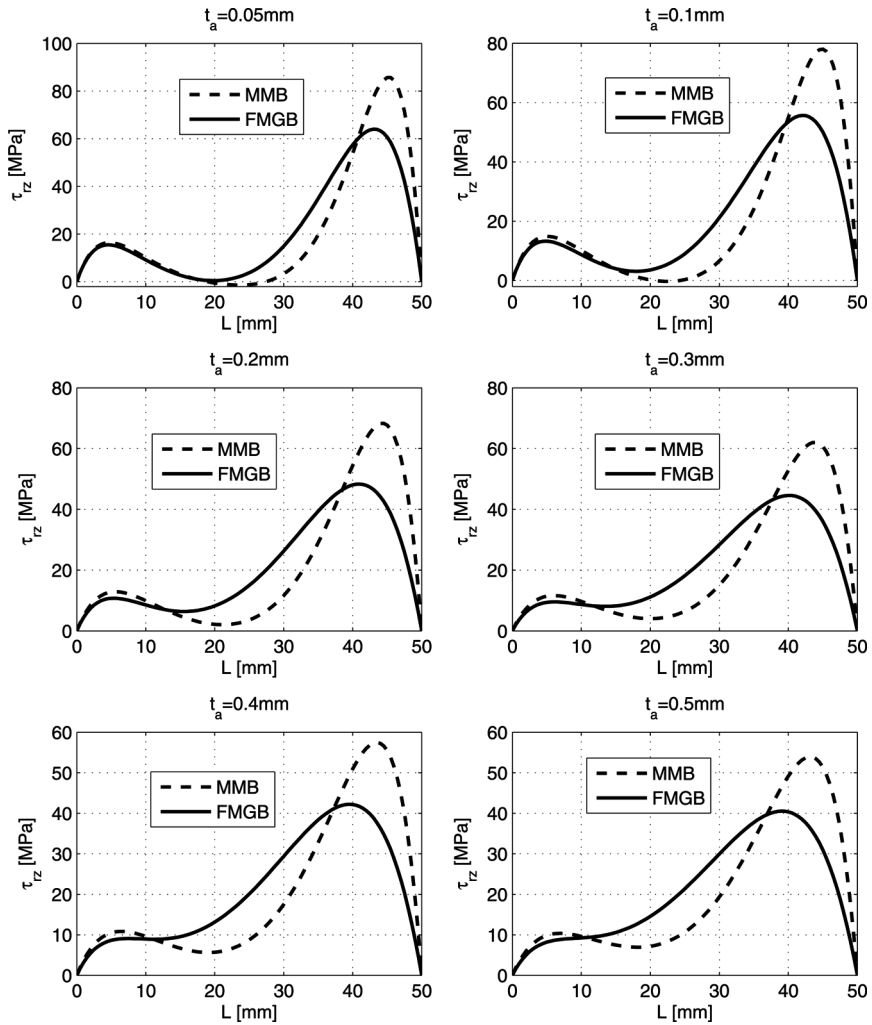 t_a=0.05mm
100
80
60
40
20
0
τ_rz [MPa]
MMB
FMGB
0 10 20 30 40 50
L [mm]
t_a=0.1mm
80
60
40
20
0
τ_rz [MPa]
MMB
FMGB
0 10 20 30 40 50
L [mm]
t_a=0.2mm
80
60
40
20
0
τ_rz [MPa]
MMB
FMGB
0 10 20 30 40 50
L [mm]
t_a=0.3mm
80
60
40
20
0
τ_rz [MPa]
MMB
FMGB
0 10 20 30 40 50
L [mm]
t_a=0.4mm
60
50
40
30
20
10
0
τ_rz [MPa]
MMB
FMGB
0 10 20 30 40 50
L [mm]
t_a=0.5mm
60
50
40
30
20
10
0
τ_rz [MPa]
MMB
FMGB
0 10 20 30 40 50
L [mm]